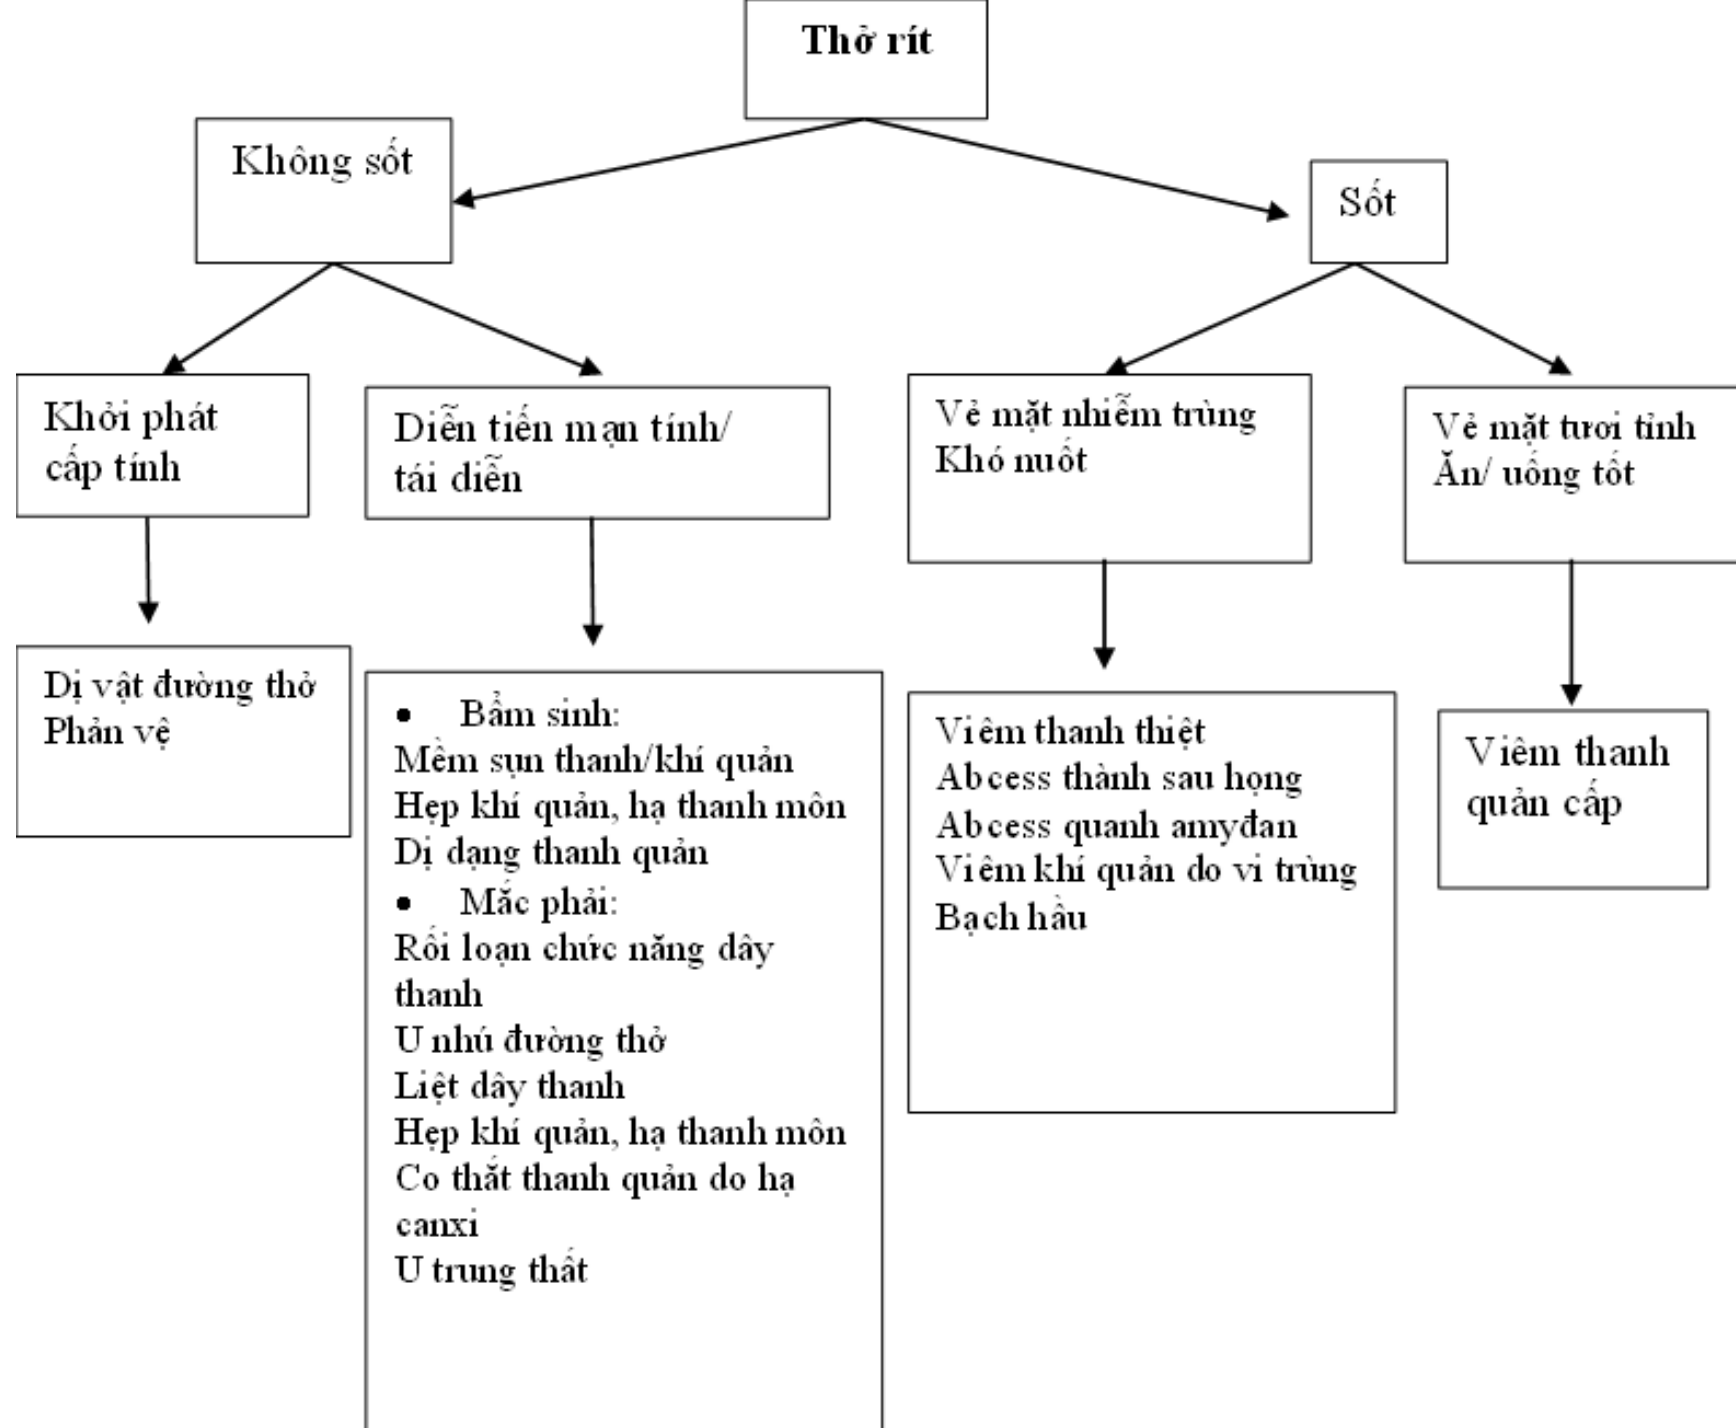 Thở rít
Không sốt
Sốt
Khởi phát
cấp tính
Diễn tiến mạn tính/
tái diễn
Vẻ mặt nhiễm trùng
Khó nuốt
Vẻ mặt tươi tỉnh
Ăn/ uống tốt
Dị vật đường thở
Phản vệ
• Bẩm sinh:
Mềm sụn thanh/khí quản
Hẹp khí quản, hạ thanh môn
Dị dạng thanh quản
• Mắc phải:
Rối loạn chức năng dây
thanh
U nhú đường thở
Liệt dây thanh
Hẹp khí quản, hạ thanh môn
Co thắt thanh quản do hạ
canxi
U trung thất
Viêm thanh thiệt
Abcess thành sau họng
Abcess quanh amyđan
Viêm khí quản do vi trùng
Bạch hầu
Viêm thanh
quản cấp